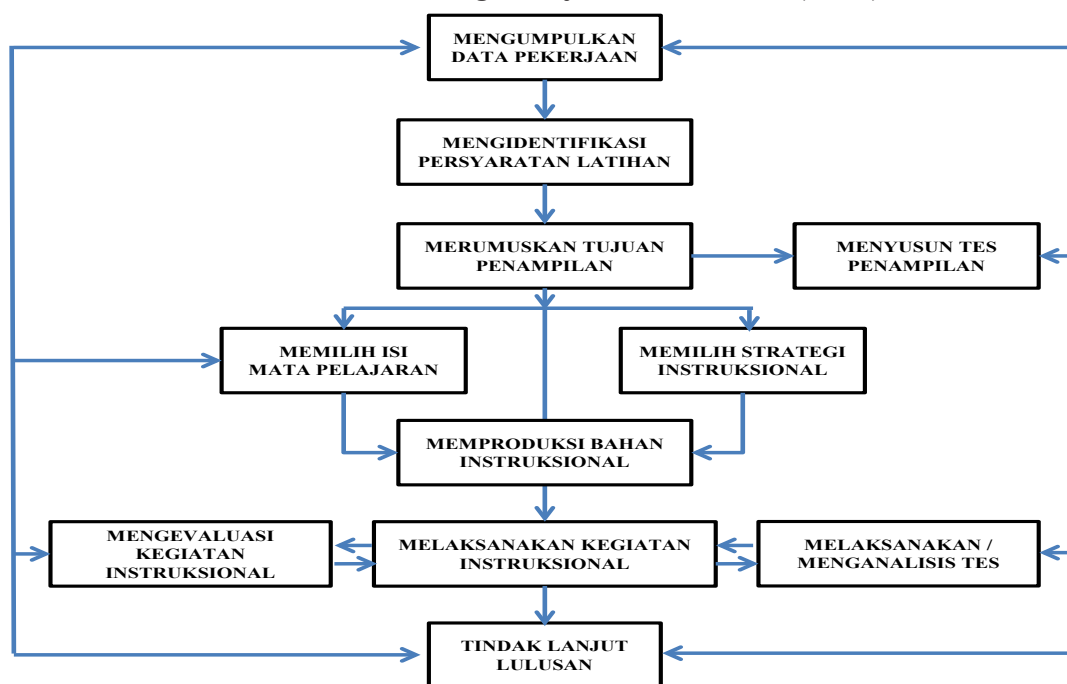 MENGUMPULKAN
DATA PEKERJAAN
MENGIDENTIFIKASI
PERSYARATAN LATIHAN
MERUMUSKAN TUJUAN
PENAMPILAN
MENYUSUN TES
PENAMPILAN
MEMILIH ISI
MATA PELAJARAN
MEMILIH STRATEGI
INSTRUKSIONAL
MEMPRODUKSI BAHAN
INSTRUKSIONAL
MENGEVALUASI
KEGIATAN
INSTRUKSIONAL
MELAKSANAKAN KEGIATAN
INSTRUKSIONAL
MELAKSANAKAN /
MENGANALISIS TES
TINDAK LANJUT
LULUSAN